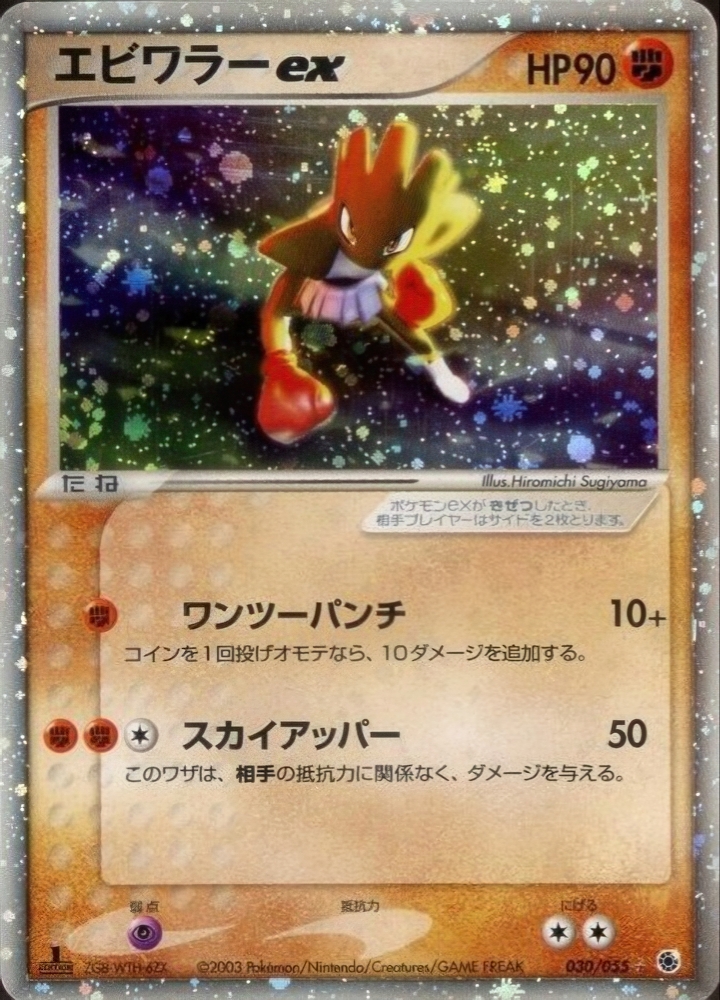 エビワラーex HP90
たね
Illus.Hiromichi Sugiyama
ポケモンexがきぜつしたとき、
相手プレイヤーはサイドを2枚とります。
ワンツーパンチ 10+
コインを1回投げオモテなら、10ダメージを追加する。
スカイアッパー 50
このワザは、相手の抵抗力に関係なく、ダメージを与える。
弱点 抵抗力 にげる
1
EDITION
©2003 Pokémon/Nintendo/Creatures/GAME FREAK 030/055